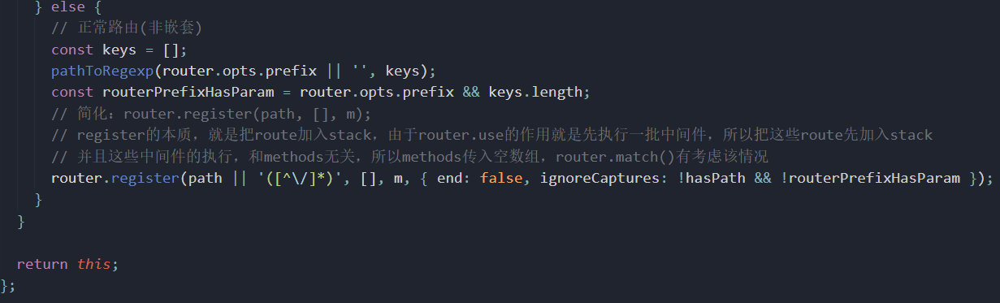 } else {
// 正常路由(非嵌套)
const keys = [];
pathToRegexp(router.opts.prefix || '', keys);
const routerPrefixHasParam = router.opts.prefix && keys.length;
// 简化：router.register(path, [], m);
// register的本质，就是把route加入stack，由于router.use的作用就是先执行一批中间件，所以把这些route先加入stack
// 并且这些中间件的执行，和methods无关，所以methods传入空数组，router.match()有考虑该情况
router.register(path || '([^\/]*)', [], m, { end: false, ignoreCaptures: !hasPath && !routerPrefixHasParam });
}
}
return this;
};